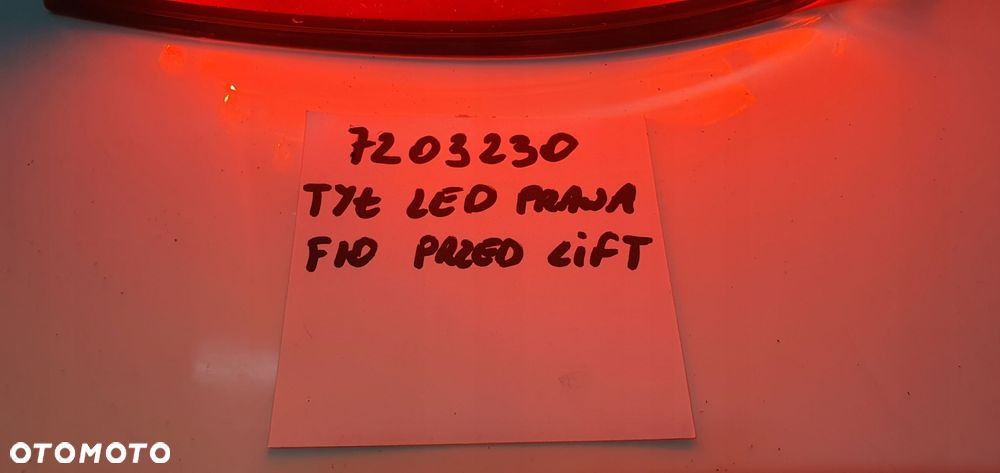 7203230
TYŁ LED PRAWA
F10 PRZED LiFT
OTOMOTO